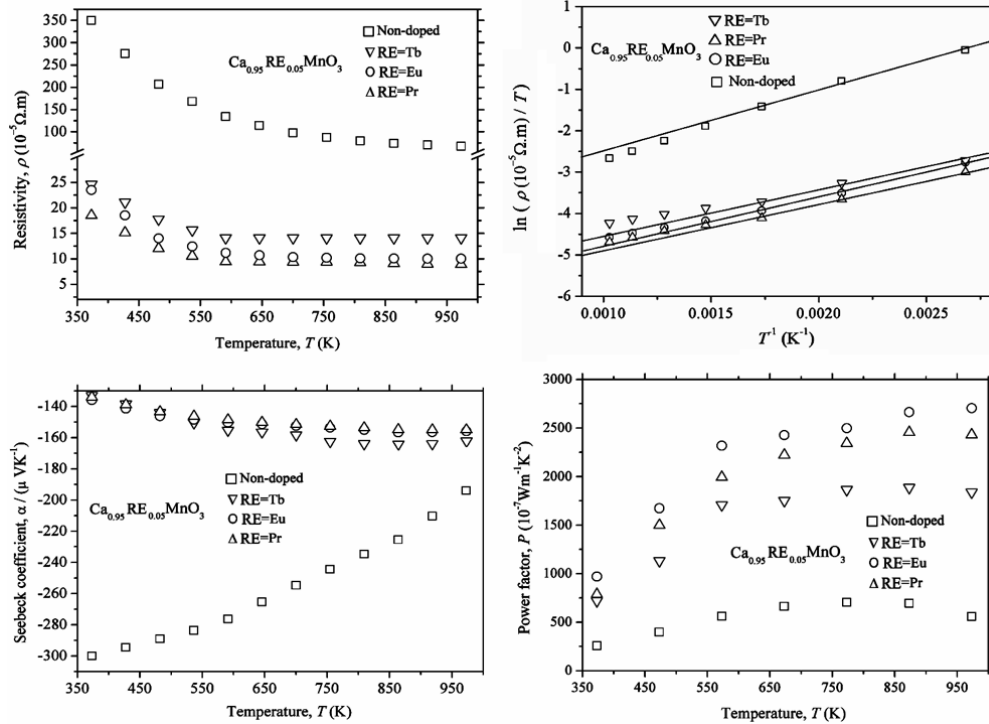 350
300
250
200
150
100
25
20
15
10
5
Resistivity, ρ (10⁻⁵Ω.m)
Ca₀.₉₅RE₀.₀₅MnO₃
Non-doped
RE=Tb
RE=Eu
RE=Pr
350 450 550 650 750 850 950
Temperature, T (K)
1
0
-1
-2
-3
-4
-5
-6
ln ( ρ (10⁻⁵Ω.m) / T )
Ca₀.₉₅RE₀.₀₅MnO₃
RE=Tb
RE=Pr
RE=Eu
Non-doped
0.0010 0.0015 0.0020 0.0025
T⁻¹ (K⁻¹)
-140
-160
-180
-200
-220
-240
-260
-280
-300
Seebeck coefficient, α / (μ VK⁻¹)
Ca₀.₉₅RE₀.₀₅MnO₃
Non-doped
RE=Tb
RE=Eu
RE=Pr
350 450 550 650 750 850 950
Temperature, T (K)
3000
2500
2000
1500
1000
500
0
Power factor, P (10⁻⁷Wm⁻¹K⁻²)
Ca₀.₉₅RE₀.₀₅MnO₃
Non-doped
RE=Tb
RE=Eu
RE=Pr
350 450 550 650 750 850 950
Temperature, T (K)